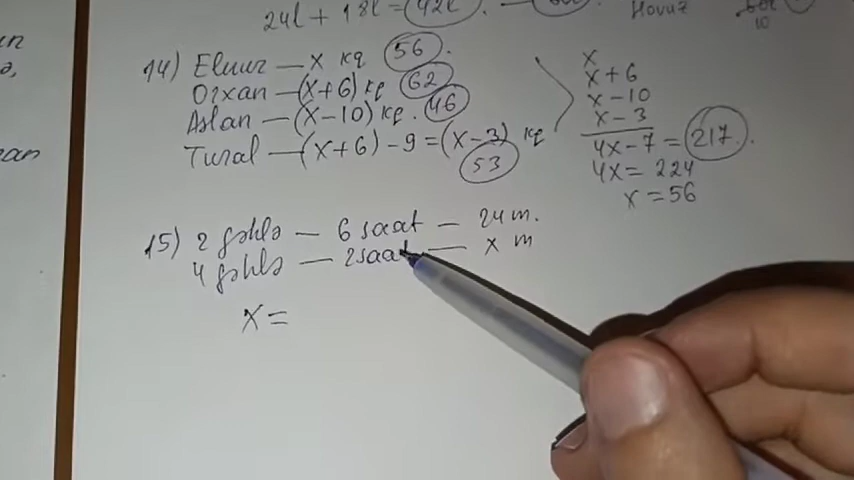 24l + 18l = 42l.
Hovuz
10
14) Elnur — x kq 56.
Orxan — (x+6) kq 62
Aslan — (x-10) kq. 46
Tural — (x+6) - 9 = (x-3) kq
53
x
x+6
x-10
x-3
4x-7 = 217.
4x = 224
x = 56
15) 2 fəhlə — 6 saat — 24 m.
4 fəhlə — 2 saat — x m
X =